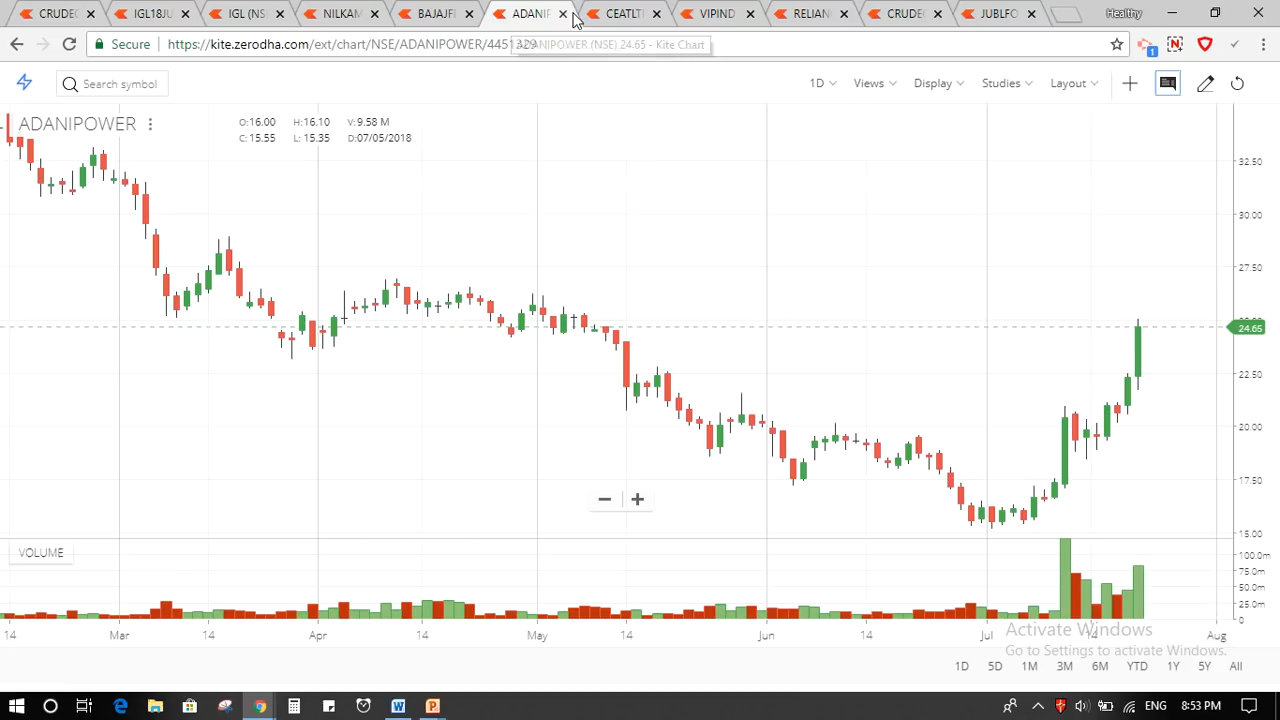 CRUDEC
IGL18JU
IGL (NS
NILKAM
BAJAJFI
ADANIP
CEATLT
VIPIND
RELIAN
CRUDEC
JUBLFO
Healthy
Secure
https://kite.zerodha.com/ext/chart/NSE/ADANIPOWER/4451329
ADANIPOWER (NSE) 24.65 - Kite Chart
1
Search symbol
1D
Views
Display
Studies
Layout
ADANIPOWER
O:16.00 H:16.10 V:9.58 M
C:15.55 L: 15.35 D:07/05/2018
32.50
30.00
27.50
24.65
22.50
20.00
17.50
15.00
VOLUME
100.0m
75.0m
50.0m
25.0m
0
14 Mar 14 Apr 14 May 14 Jun 14 Jul 14 Aug
Activate Windows
Go to Settings to activate Windows.
1D 5D 1M 3M 6M YTD 1Y 5Y All
ENG
8:53 PM